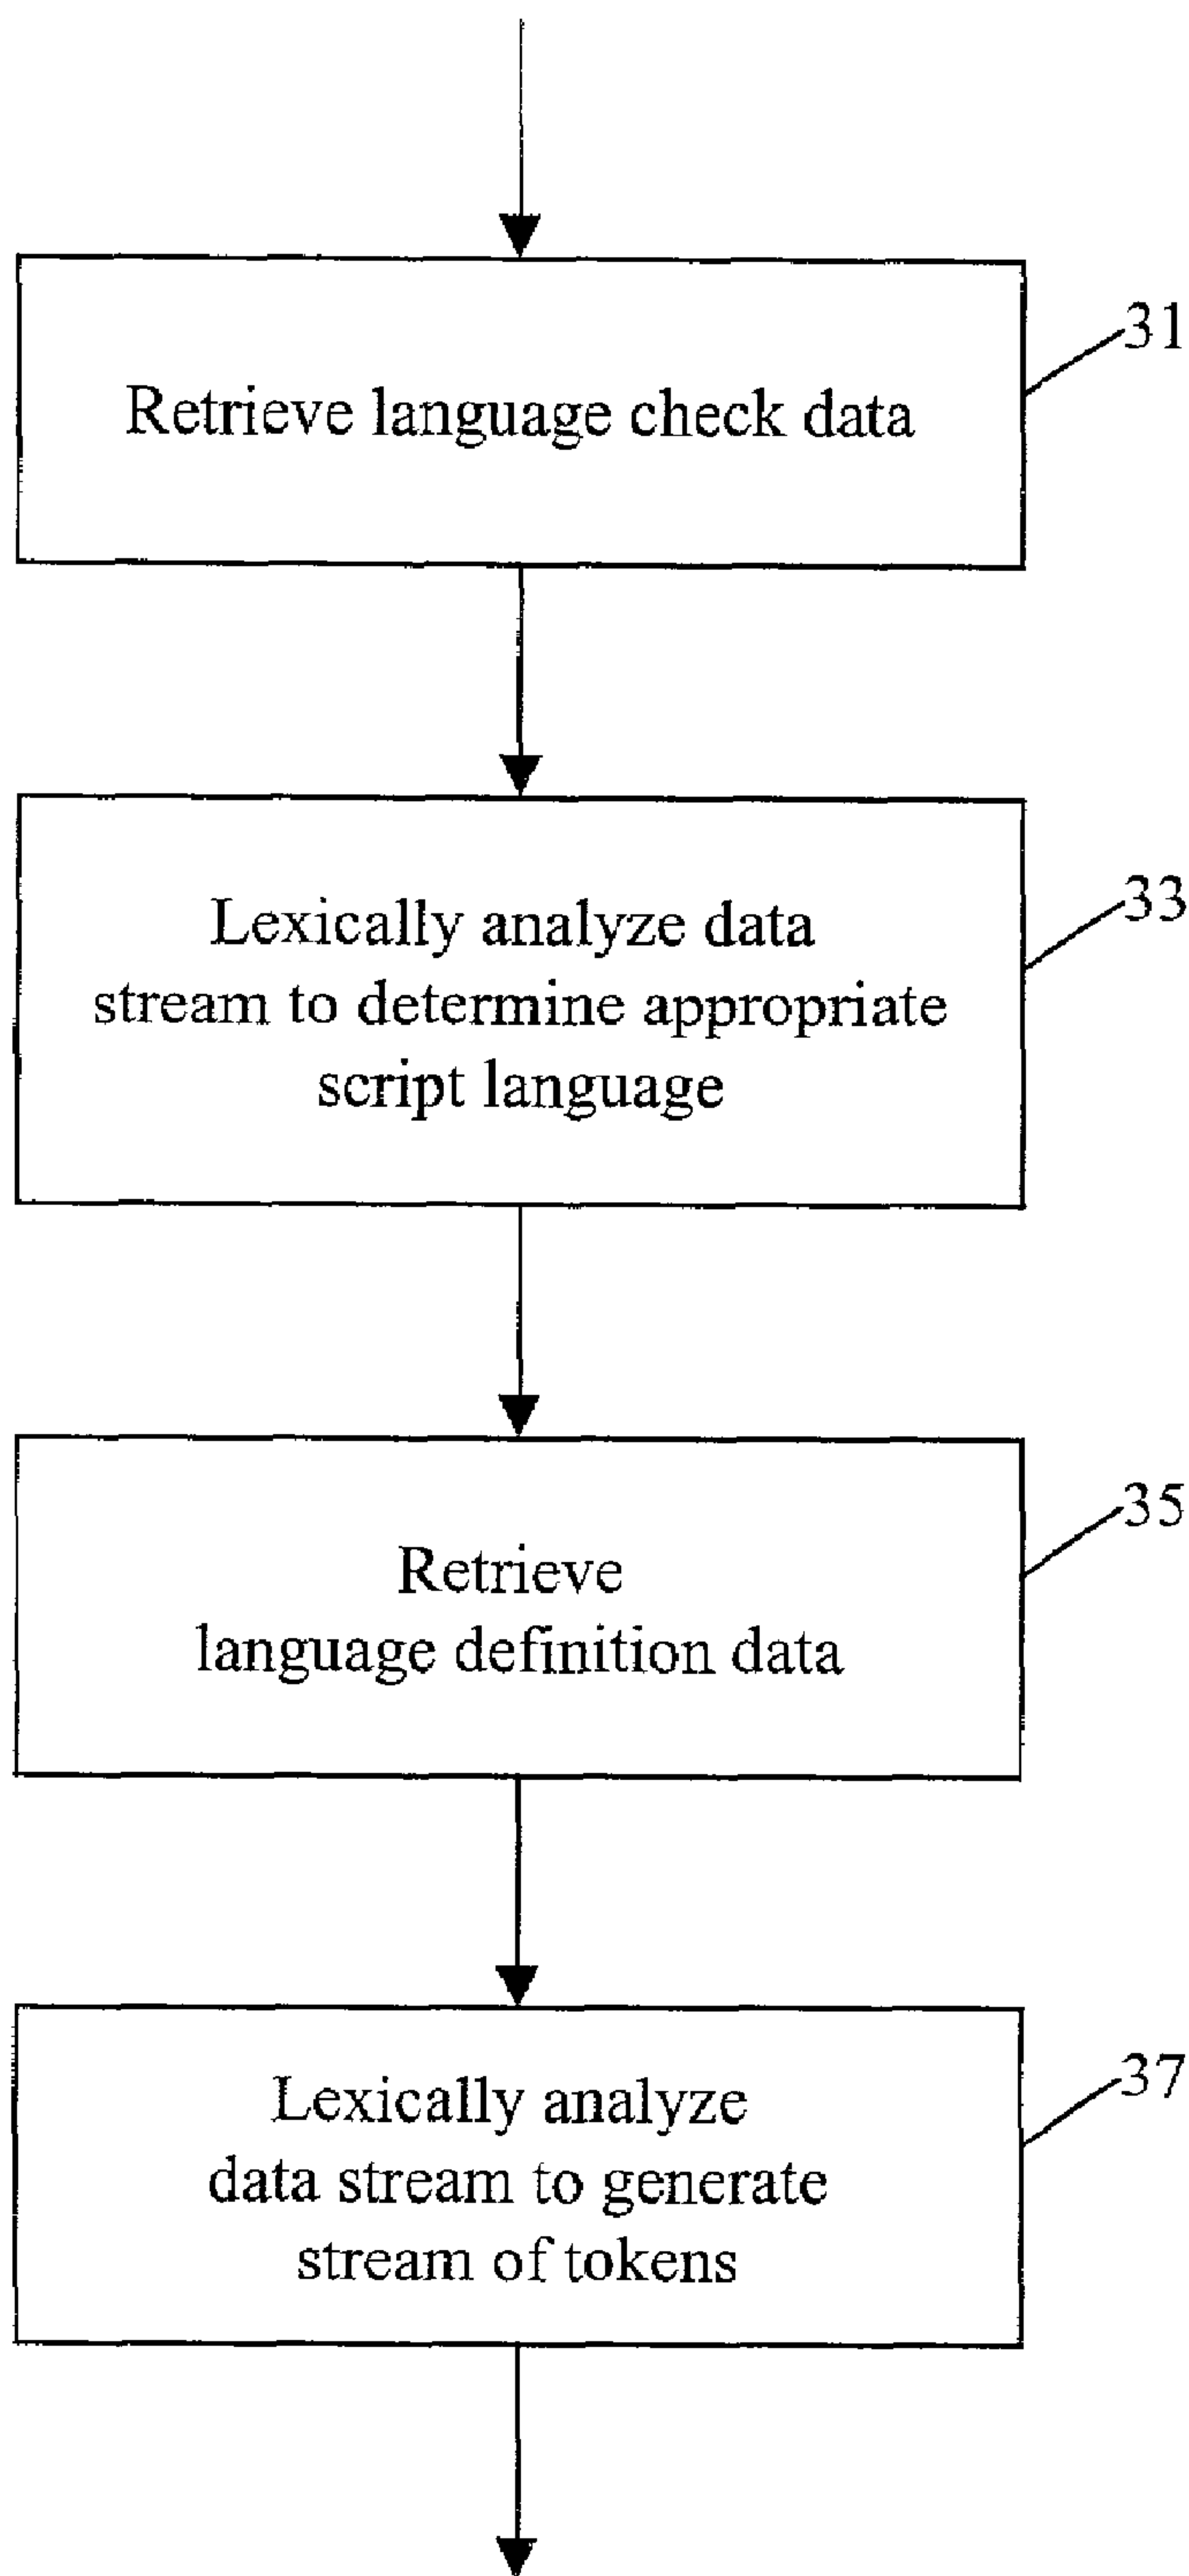 Retrieve language check data
31
Lexically analyze data
stream to determine appropriate
script language
33
Retrieve
language definition data
35
Lexically analyze
data stream to generate
stream of tokens
37